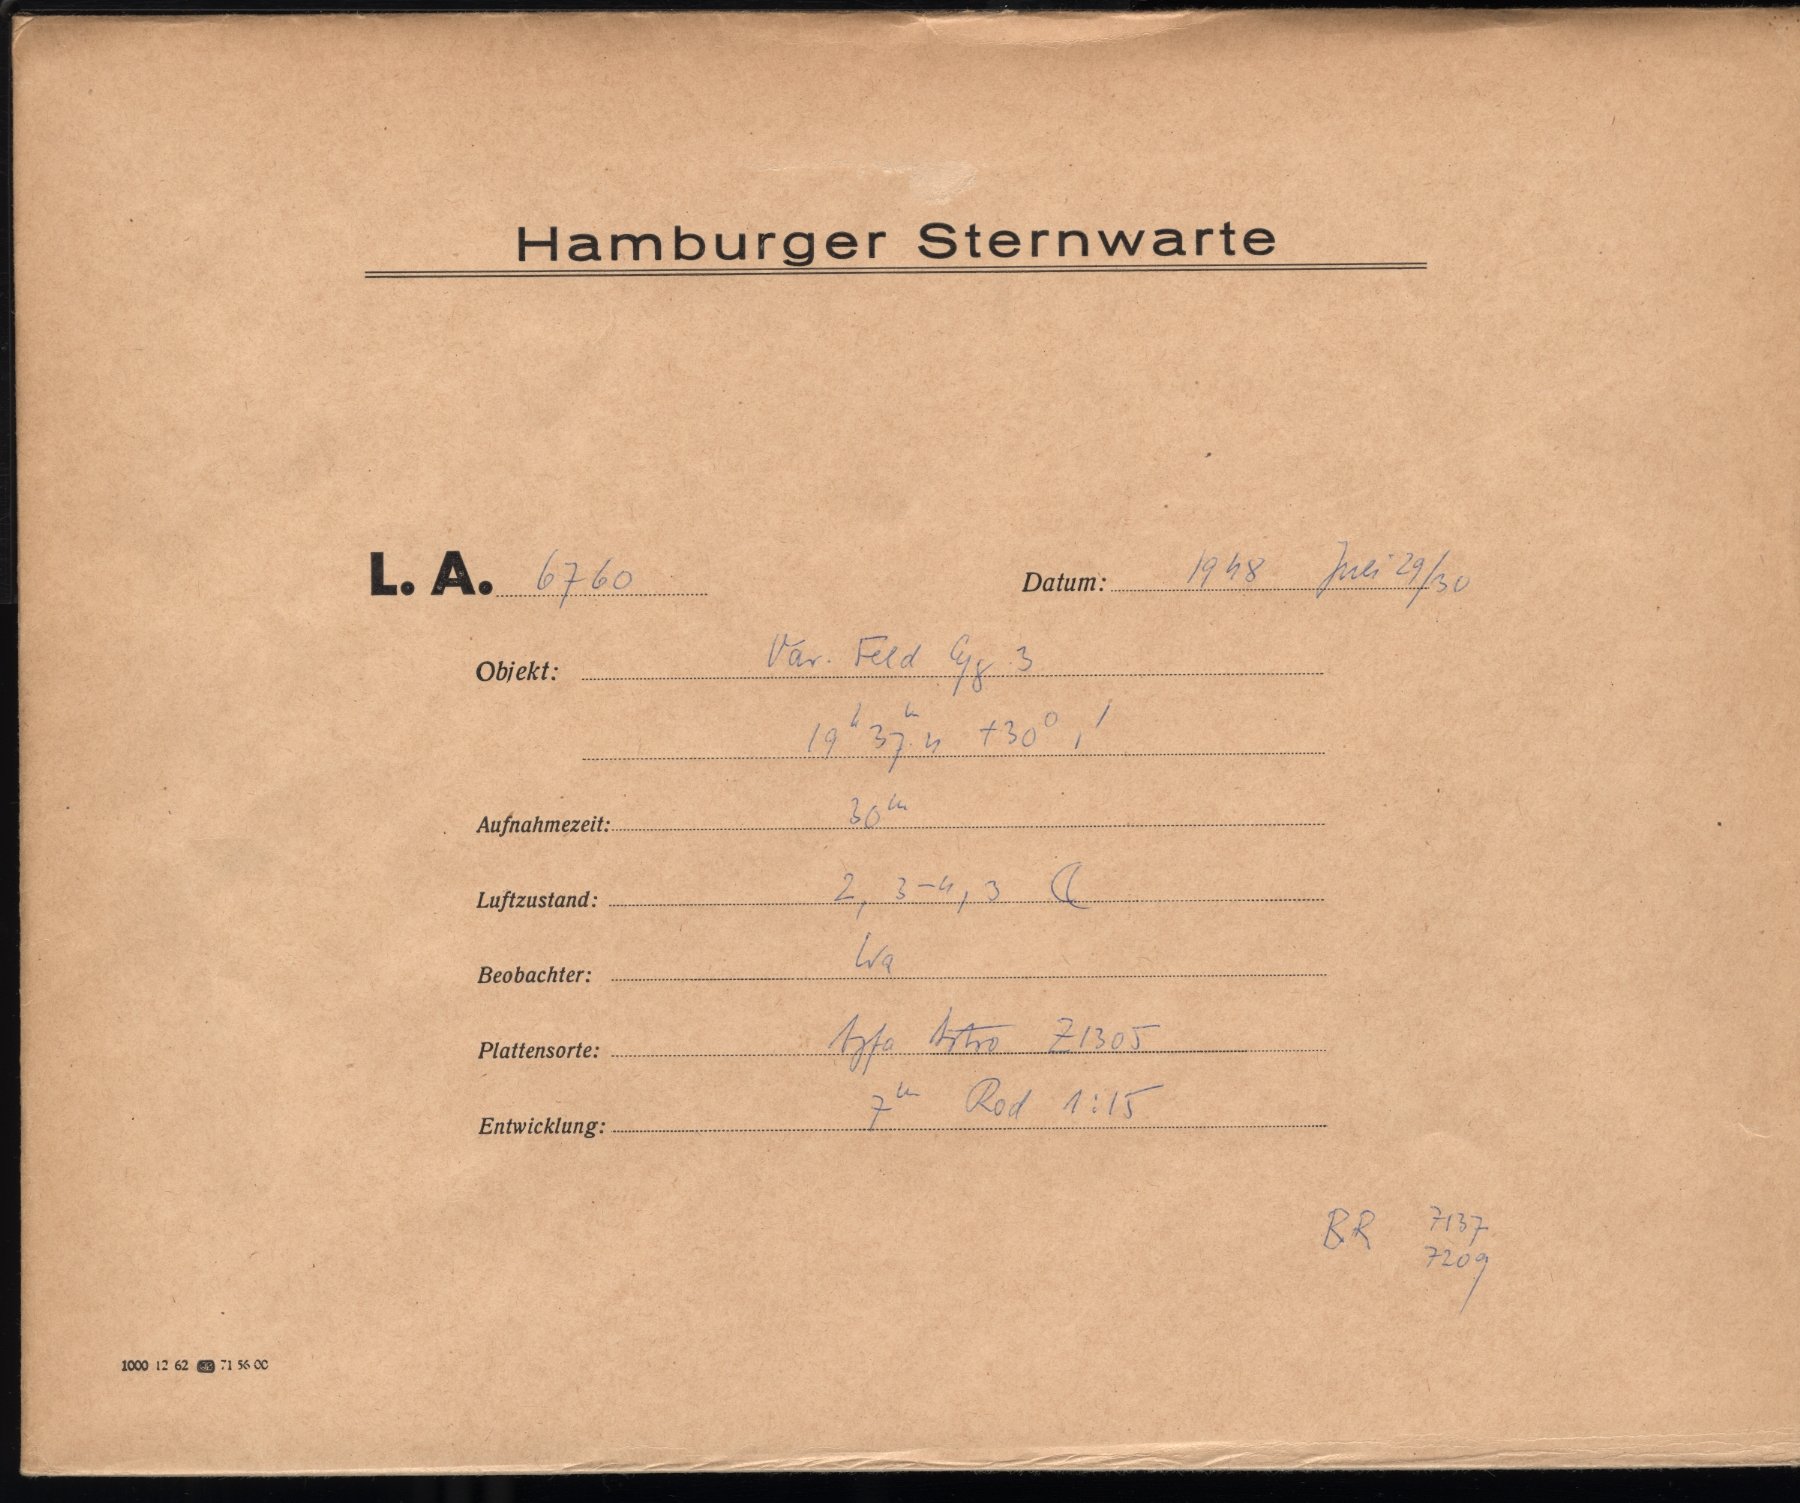 Hamburger Sternwarte
L. A. 6760 Datum: 1948 Juli 29/30
Objekt: Var. Feld Cyg 3
19h 37m.4 +30° 1'
Aufnahmezeit: 30m
Luftzustand: 2, 3-4, 3
Beobachter: Wa
Plattensorte: Agfa Astro Z1305
Entwicklung: 7m Rod 1:15
BR 7137
7209
1000 12 62 71 56 00